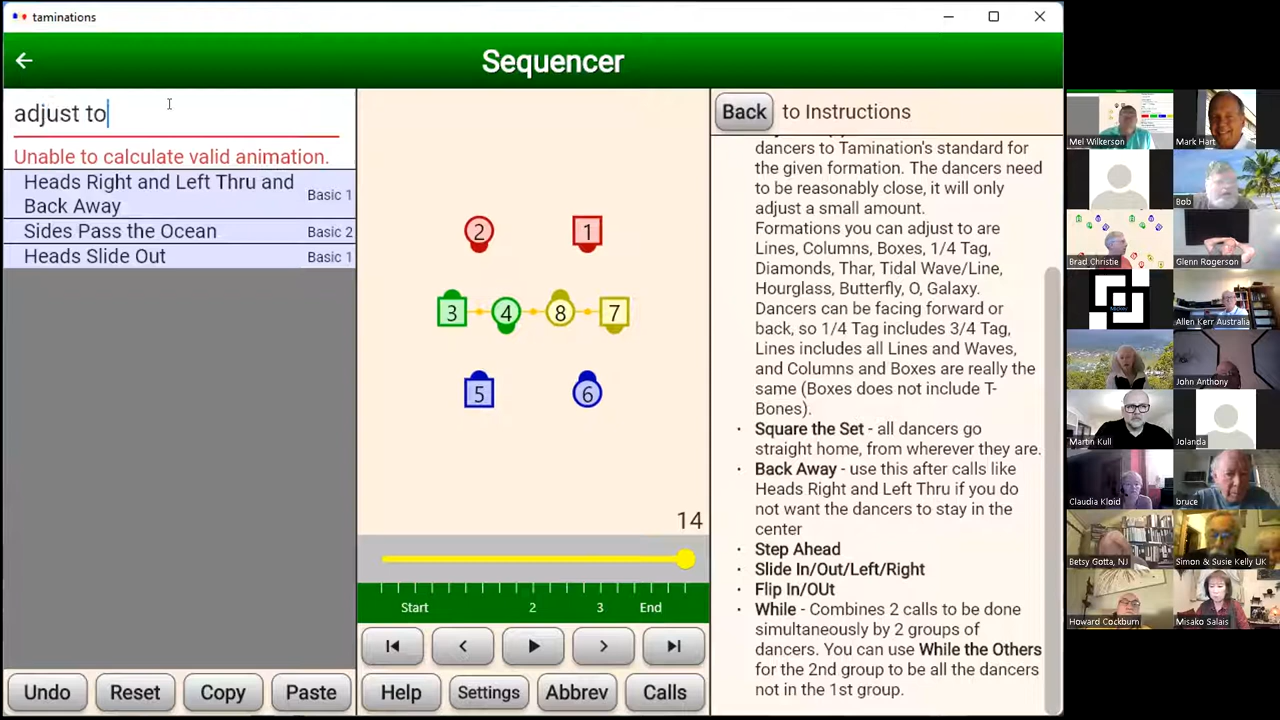 taminations
Sequencer
adjust to
Unable to calculate valid animation.
Heads Right and Left Thru and
Back Away
Basic 1
Sides Pass the Ocean
Basic 2
Heads Slide Out
Basic 1
Undo
Reset
Copy
Paste
2
1
3
4
8
7
5
6
14
Start
2
3
End
Help
Settings
Abbrev
Calls
Back
to Instructions
dancers to Tamination's standard for
the given formation. The dancers need
to be reasonably close, it will only
adjust a small amount.
Formations you can adjust to are
Lines, Columns, Boxes, 1/4 Tag,
Diamonds, Thar, Tidal Wave/Line,
Hourglass, Butterfly, O, Galaxy.
Dancers can be facing forward or
back, so 1/4 Tag includes 3/4 Tag,
Lines includes all Lines and Waves,
and Columns and Boxes are really the
same (Boxes does not include T-
Bones).
· Square the Set - all dancers go
straight home, from wherever they are.
· Back Away - use this after calls like
Heads Right and Left Thru if you do
not want the dancers to stay in the
center
· Step Ahead
· Slide In/Out/Left/Right
· Flip In/OUt
· While - Combines 2 calls to be done
simultaneously by 2 groups of
dancers. You can use While the Others
for the 2nd group to be all the dancers
not in the 1st group.
Mel Wilkerson
Mark Hart
Bob
Brad Christie
Glenn Rogerson
Allen Kerr Australia
John Anthony
Martin Kull
Jolanda
Claudia Kloid
bruce
Betsy Gotta, NJ
Simon & Susie Kelly UK
Howard Cockburn
Misako Salais